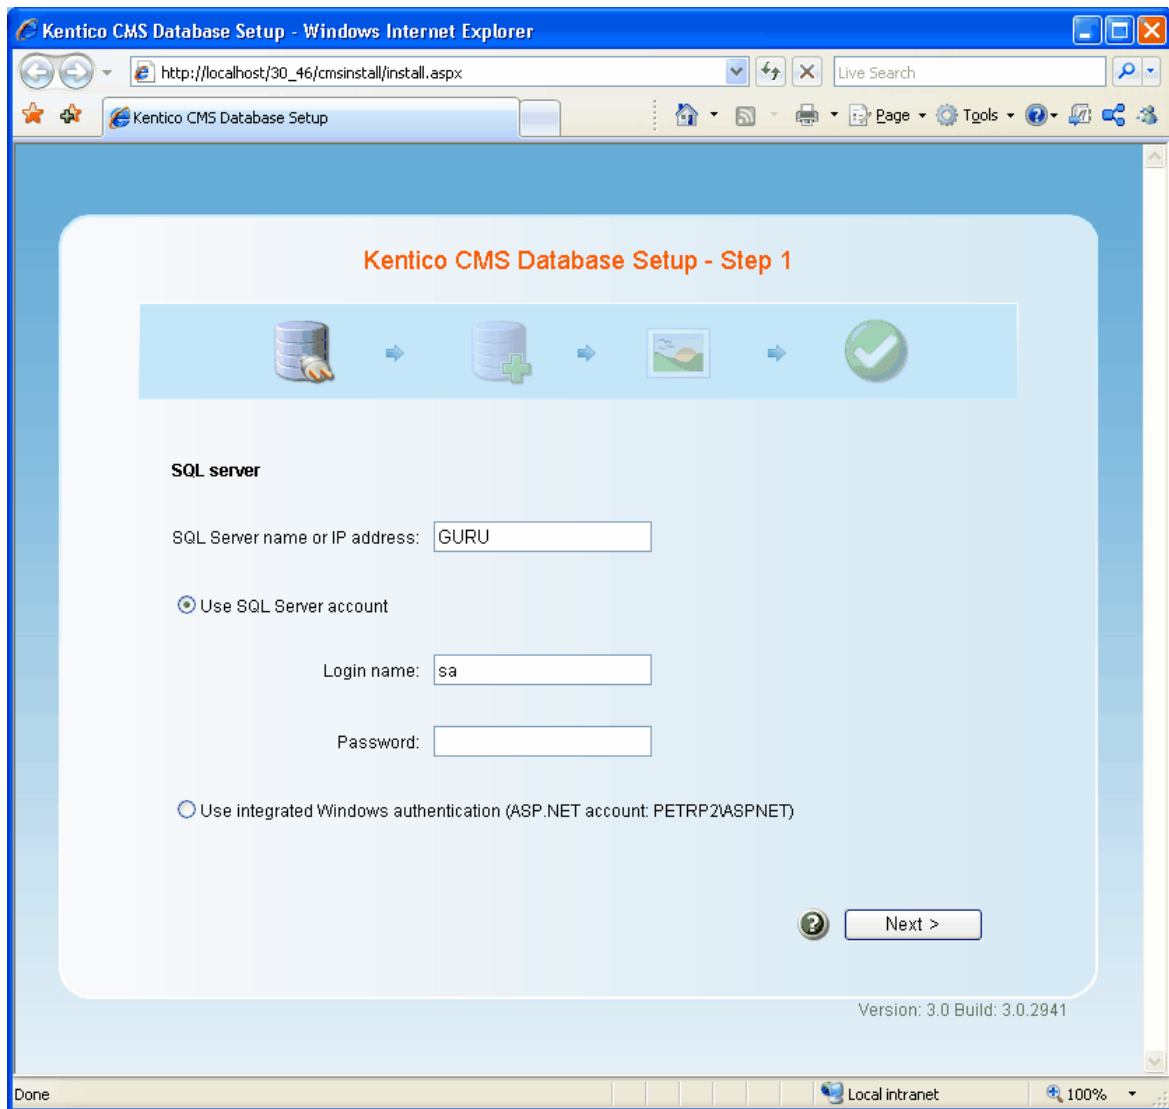 Kentico CMS Database Setup - Windows Internet Explorer
http://localhost/30_46/cmsinstall/install.aspx
Live Search
Kentico CMS Database Setup
Page
Tools
Kentico CMS Database Setup - Step 1
SQL server
SQL Server name or IP address: GURU
Use SQL Server account
Login name: sa
Password:
Use integrated Windows authentication (ASP.NET account: PETRP2\ASPNET)
Next >
Version: 3.0 Build: 3.0.2941
Done
Local intranet
100%